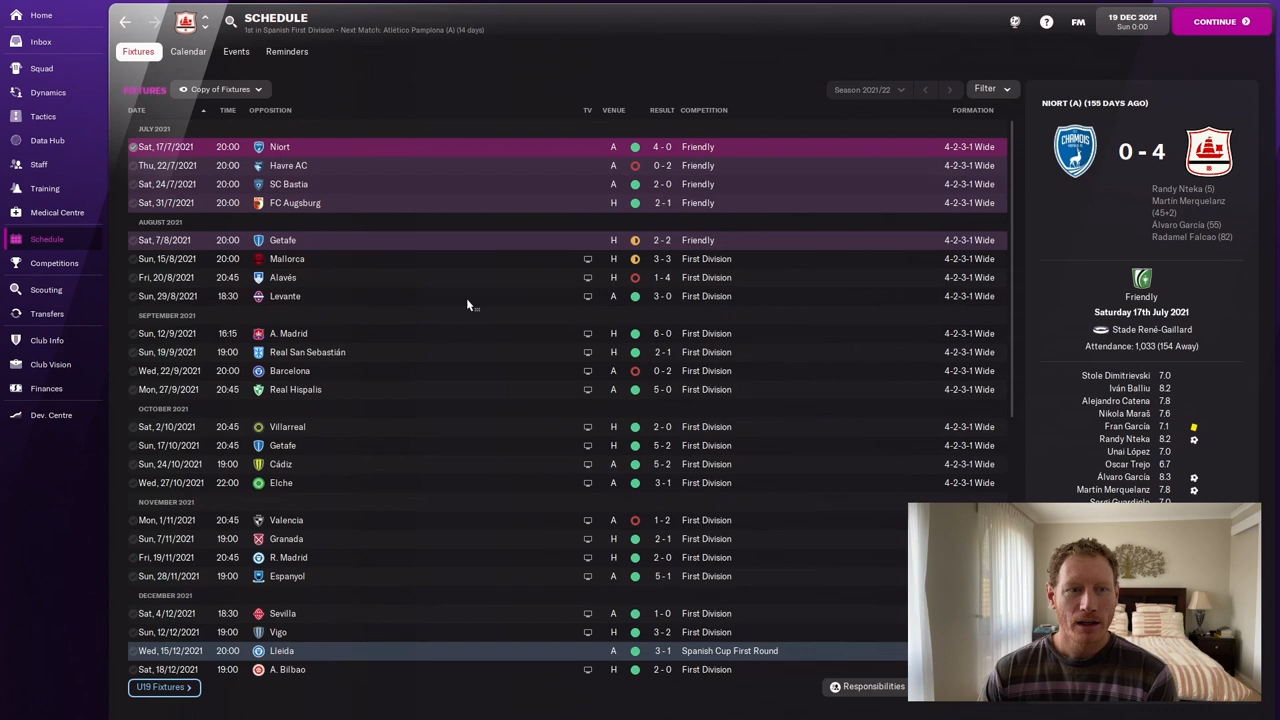 Home
Inbox
Squad
Dynamics
Tactics
Data Hub
Staff
Training
Medical Centre
Schedule
Competitions
Scouting
Transfers
Club Info
Club Vision
Finances
Dev. Centre
SCHEDULE
1st in Spanish First Division - Next Match: Atlético Pamplona (A) (14 days)
FM
19 DEC 2021
Sun 0:00
CONTINUE
Fixtures Calendar Events Reminders
FIXTURES Copy of Fixtures Season 2021/22 Filter
DATE TIME OPPOSITION TV VENUE RESULT COMPETITION FORMATION
JULY 2021
Sat, 17/7/2021 20:00 Niort A 4 - 0 Friendly 4-2-3-1 Wide
Thu, 22/7/2021 20:00 Havre AC A 0 - 2 Friendly 4-2-3-1 Wide
Sat, 24/7/2021 20:00 SC Bastia A 2 - 0 Friendly 4-2-3-1 Wide
Sat, 31/7/2021 20:00 FC Augsburg H 2 - 1 Friendly 4-2-3-1 Wide
AUGUST 2021
Sat, 7/8/2021 20:00 Getafe H 2 - 2 Friendly 4-2-3-1 Wide
Sun, 15/8/2021 20:00 Mallorca H 3 - 3 First Division 4-2-3-1 Wide
Fri, 20/8/2021 20:45 Alavés H 1 - 4 First Division 4-2-3-1 Wide
Sun, 29/8/2021 18:30 Levante H 3 - 0 First Division 4-2-3-1 Wide
SEPTEMBER 2021
Sun, 12/9/2021 16:15 A. Madrid H 6 - 0 First Division 4-2-3-1 Wide
Sun, 19/9/2021 19:00 Real San Sebastián H 2 - 1 First Division 4-2-3-1 Wide
Wed, 22/9/2021 20:00 Barcelona A 0 - 2 First Division 4-2-3-1 Wide
Mon, 27/9/2021 20:45 Real Hispalis H 5 - 0 First Division 4-2-3-1 Wide
OCTOBER 2021
Sat, 2/10/2021 20:45 Villarreal A 2 - 0 First Division 4-2-3-1 Wide
Sun, 17/10/2021 20:45 Getafe A 5 - 2 First Division 4-2-3-1 Wide
Sun, 24/10/2021 19:00 Cádiz A 5 - 2 First Division 4-2-3-1 Wide
Wed, 27/10/2021 22:00 Elche H 3 - 1 First Division 4-2-3-1 Wide
NOVEMBER 2021
Mon, 1/11/2021 20:45 Valencia A 1 - 2 First Division
Sun, 7/11/2021 19:00 Granada H 2 - 1 First Division
Fri, 19/11/2021 20:45 R. Madrid H 2 - 0 First Division
Sun, 28/11/2021 19:00 Espanyol A 5 - 1 First Division
DECEMBER 2021
Sat, 4/12/2021 18:30 Sevilla A 1 - 0 First Division
Sun, 12/12/2021 19:00 Vigo H 3 - 2 First Division
Wed, 15/12/2021 20:00 Lleida A 3 - 1 Spanish Cup First Round
Sat, 18/12/2021 19:00 A. Bilbao H 2 - 0 First Division
U19 Fixtures
Responsibilities
NIORT (A) (155 DAYS AGO)
0 - 4
Randy Nteka (5)
Martín Merquelanz
(45+2)
Álvaro García (55)
Radamel Falcao (82)
Friendly
Saturday 17th July 2021
Stade René-Gaillard
Attendance: 1,033 (154 Away)
Stole Dimitrievski 7.0
Iván Balliu 8.2
Alejandro Catena 7.8
Nikola Maraš 7.6
Fran García 7.1
Randy Nteka 8.2
Unai López 7.0
Oscar Trejo 6.7
Álvaro García 8.3
Martín Merquelanz 7.8